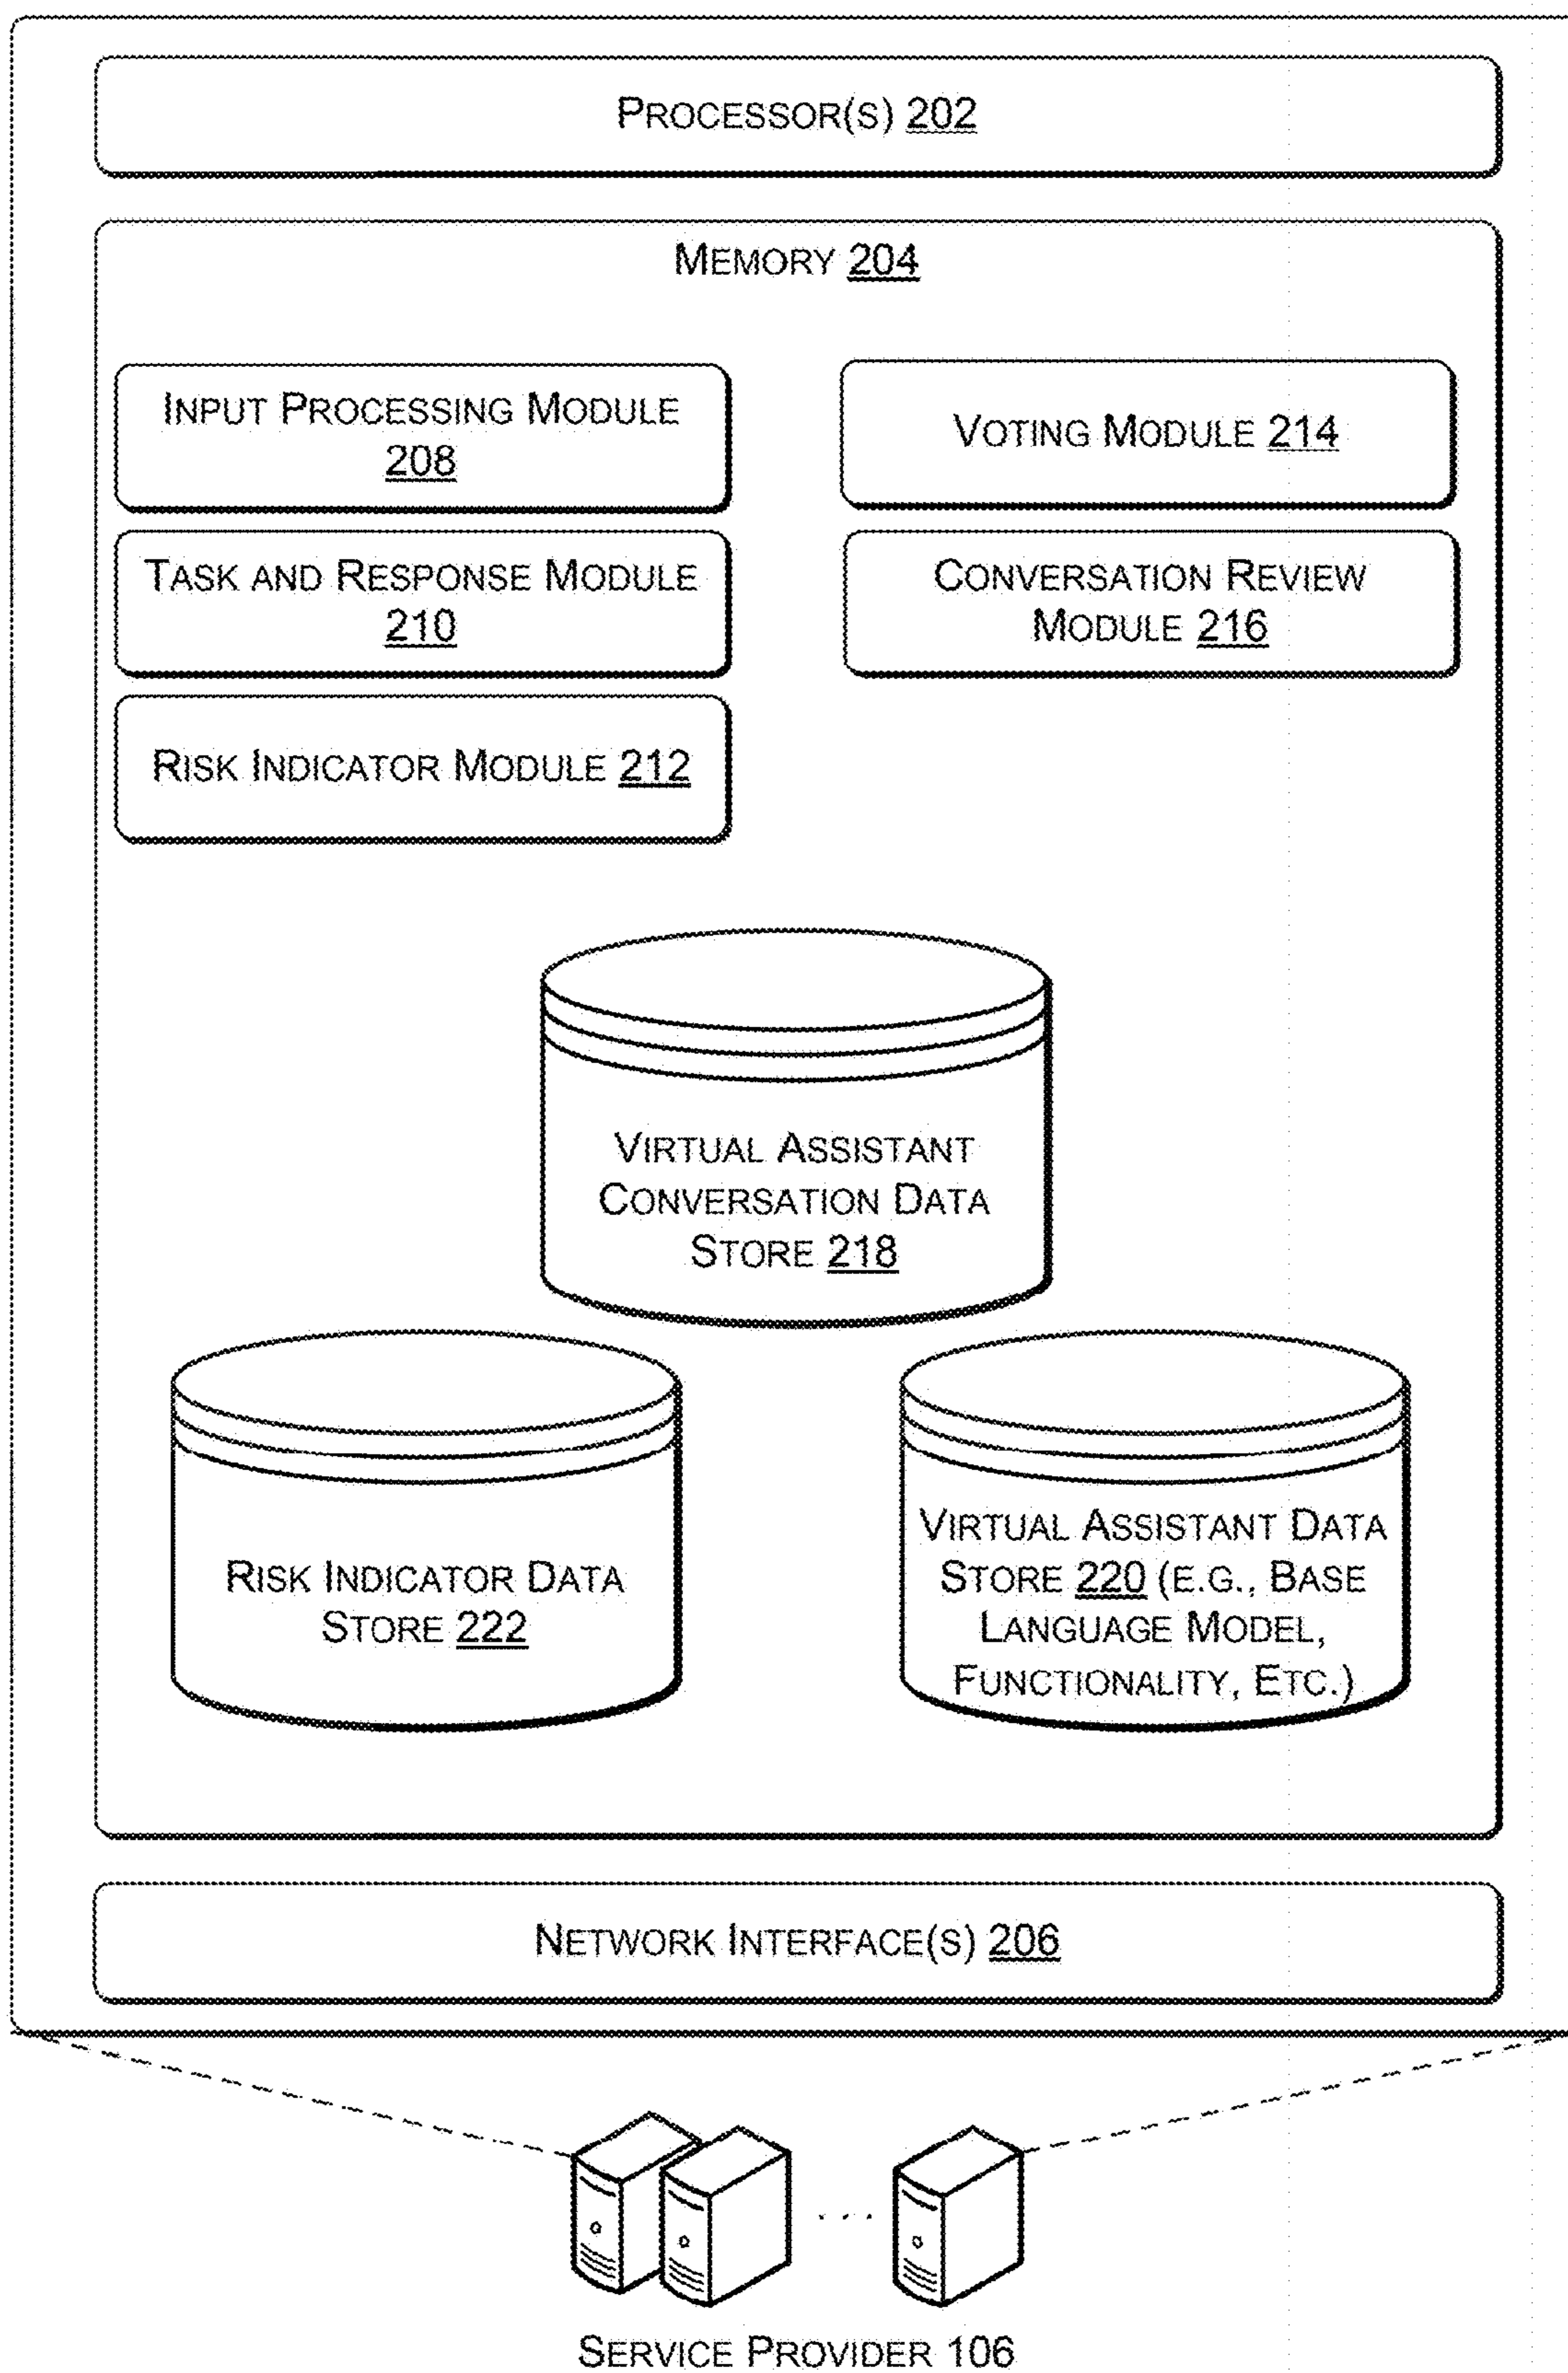 PROCESSOR(S) 202
MEMORY 204
INPUT PROCESSING MODULE
208
VOTING MODULE 214
TASK AND RESPONSE MODULE
210
CONVERSATION REVIEW
MODULE 216
RISK INDICATOR MODULE 212
VIRTUAL ASSISTANT
CONVERSATION DATA
STORE 218
RISK INDICATOR DATA
STORE 222
VIRTUAL ASSISTANT DATA
STORE 220 (E.G., BASE
LANGUAGE MODEL,
FUNCTIONALITY, ETC.)
NETWORK INTERFACE(S) 206
SERVICE PROVIDER 106